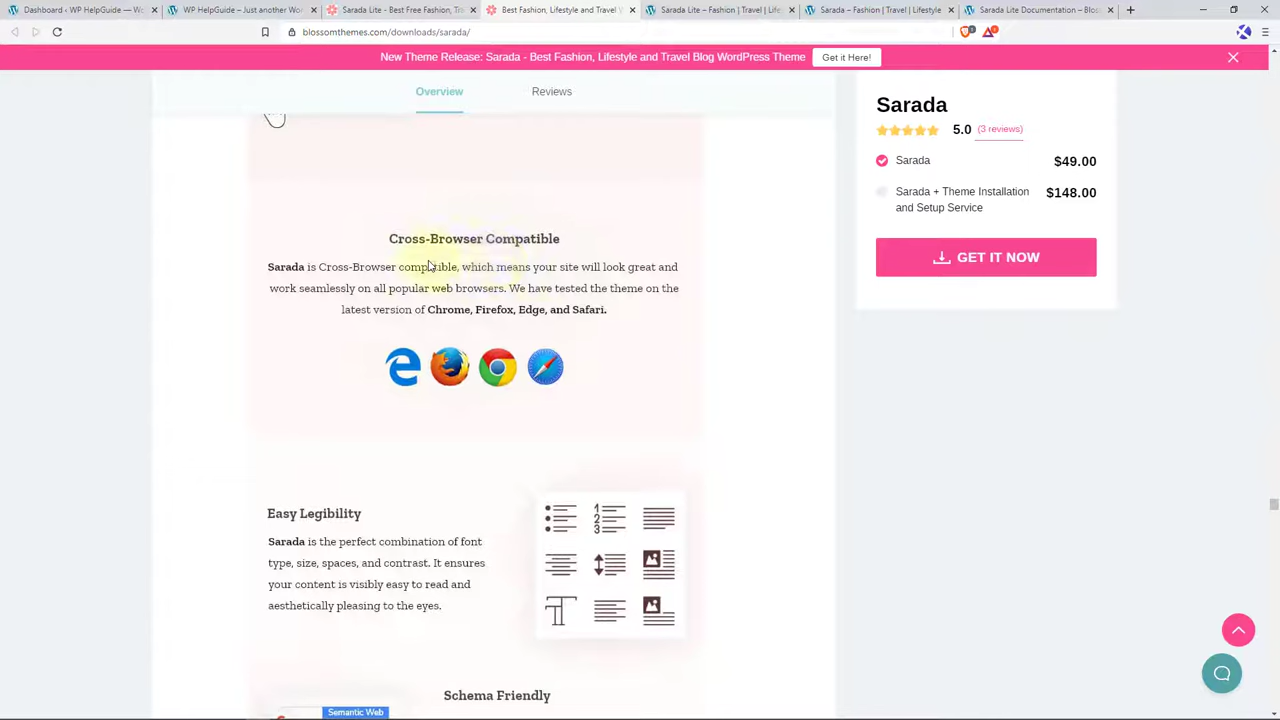 Dashboard ‹ WP HelpGuide — Wo
WP HelpGuide – Just another Wo
Sarada Lite - Best Free Fashion, Tra
Best Fashion, Lifestyle and Travel
Sarada Lite – Fashion | Travel | Life
Sarada – Fashion | Travel | Lifestyle
Sarada Lite Documentation – Blos
blossomthemes.com/downloads/sarada/
New Theme Release: Sarada - Best Fashion, Lifestyle and Travel Blog WordPress Theme
Get it Here!
Overview
Reviews
Sarada
5.0 (3 reviews)
Sarada $49.00
Sarada + Theme Installation $148.00
and Setup Service
GET IT NOW
Cross-Browser Compatible
Sarada is Cross-Browser compatible, which means your site will look great and
work seamlessly on all popular web browsers. We have tested the theme on the
latest version of Chrome, Firefox, Edge, and Safari.
Easy Legibility
Sarada is the perfect combination of font
type, size, spaces, and contrast. It ensures
your content is visibly easy to read and
aesthetically pleasing to the eyes.
1
2
3
Schema Friendly
Semantic Web